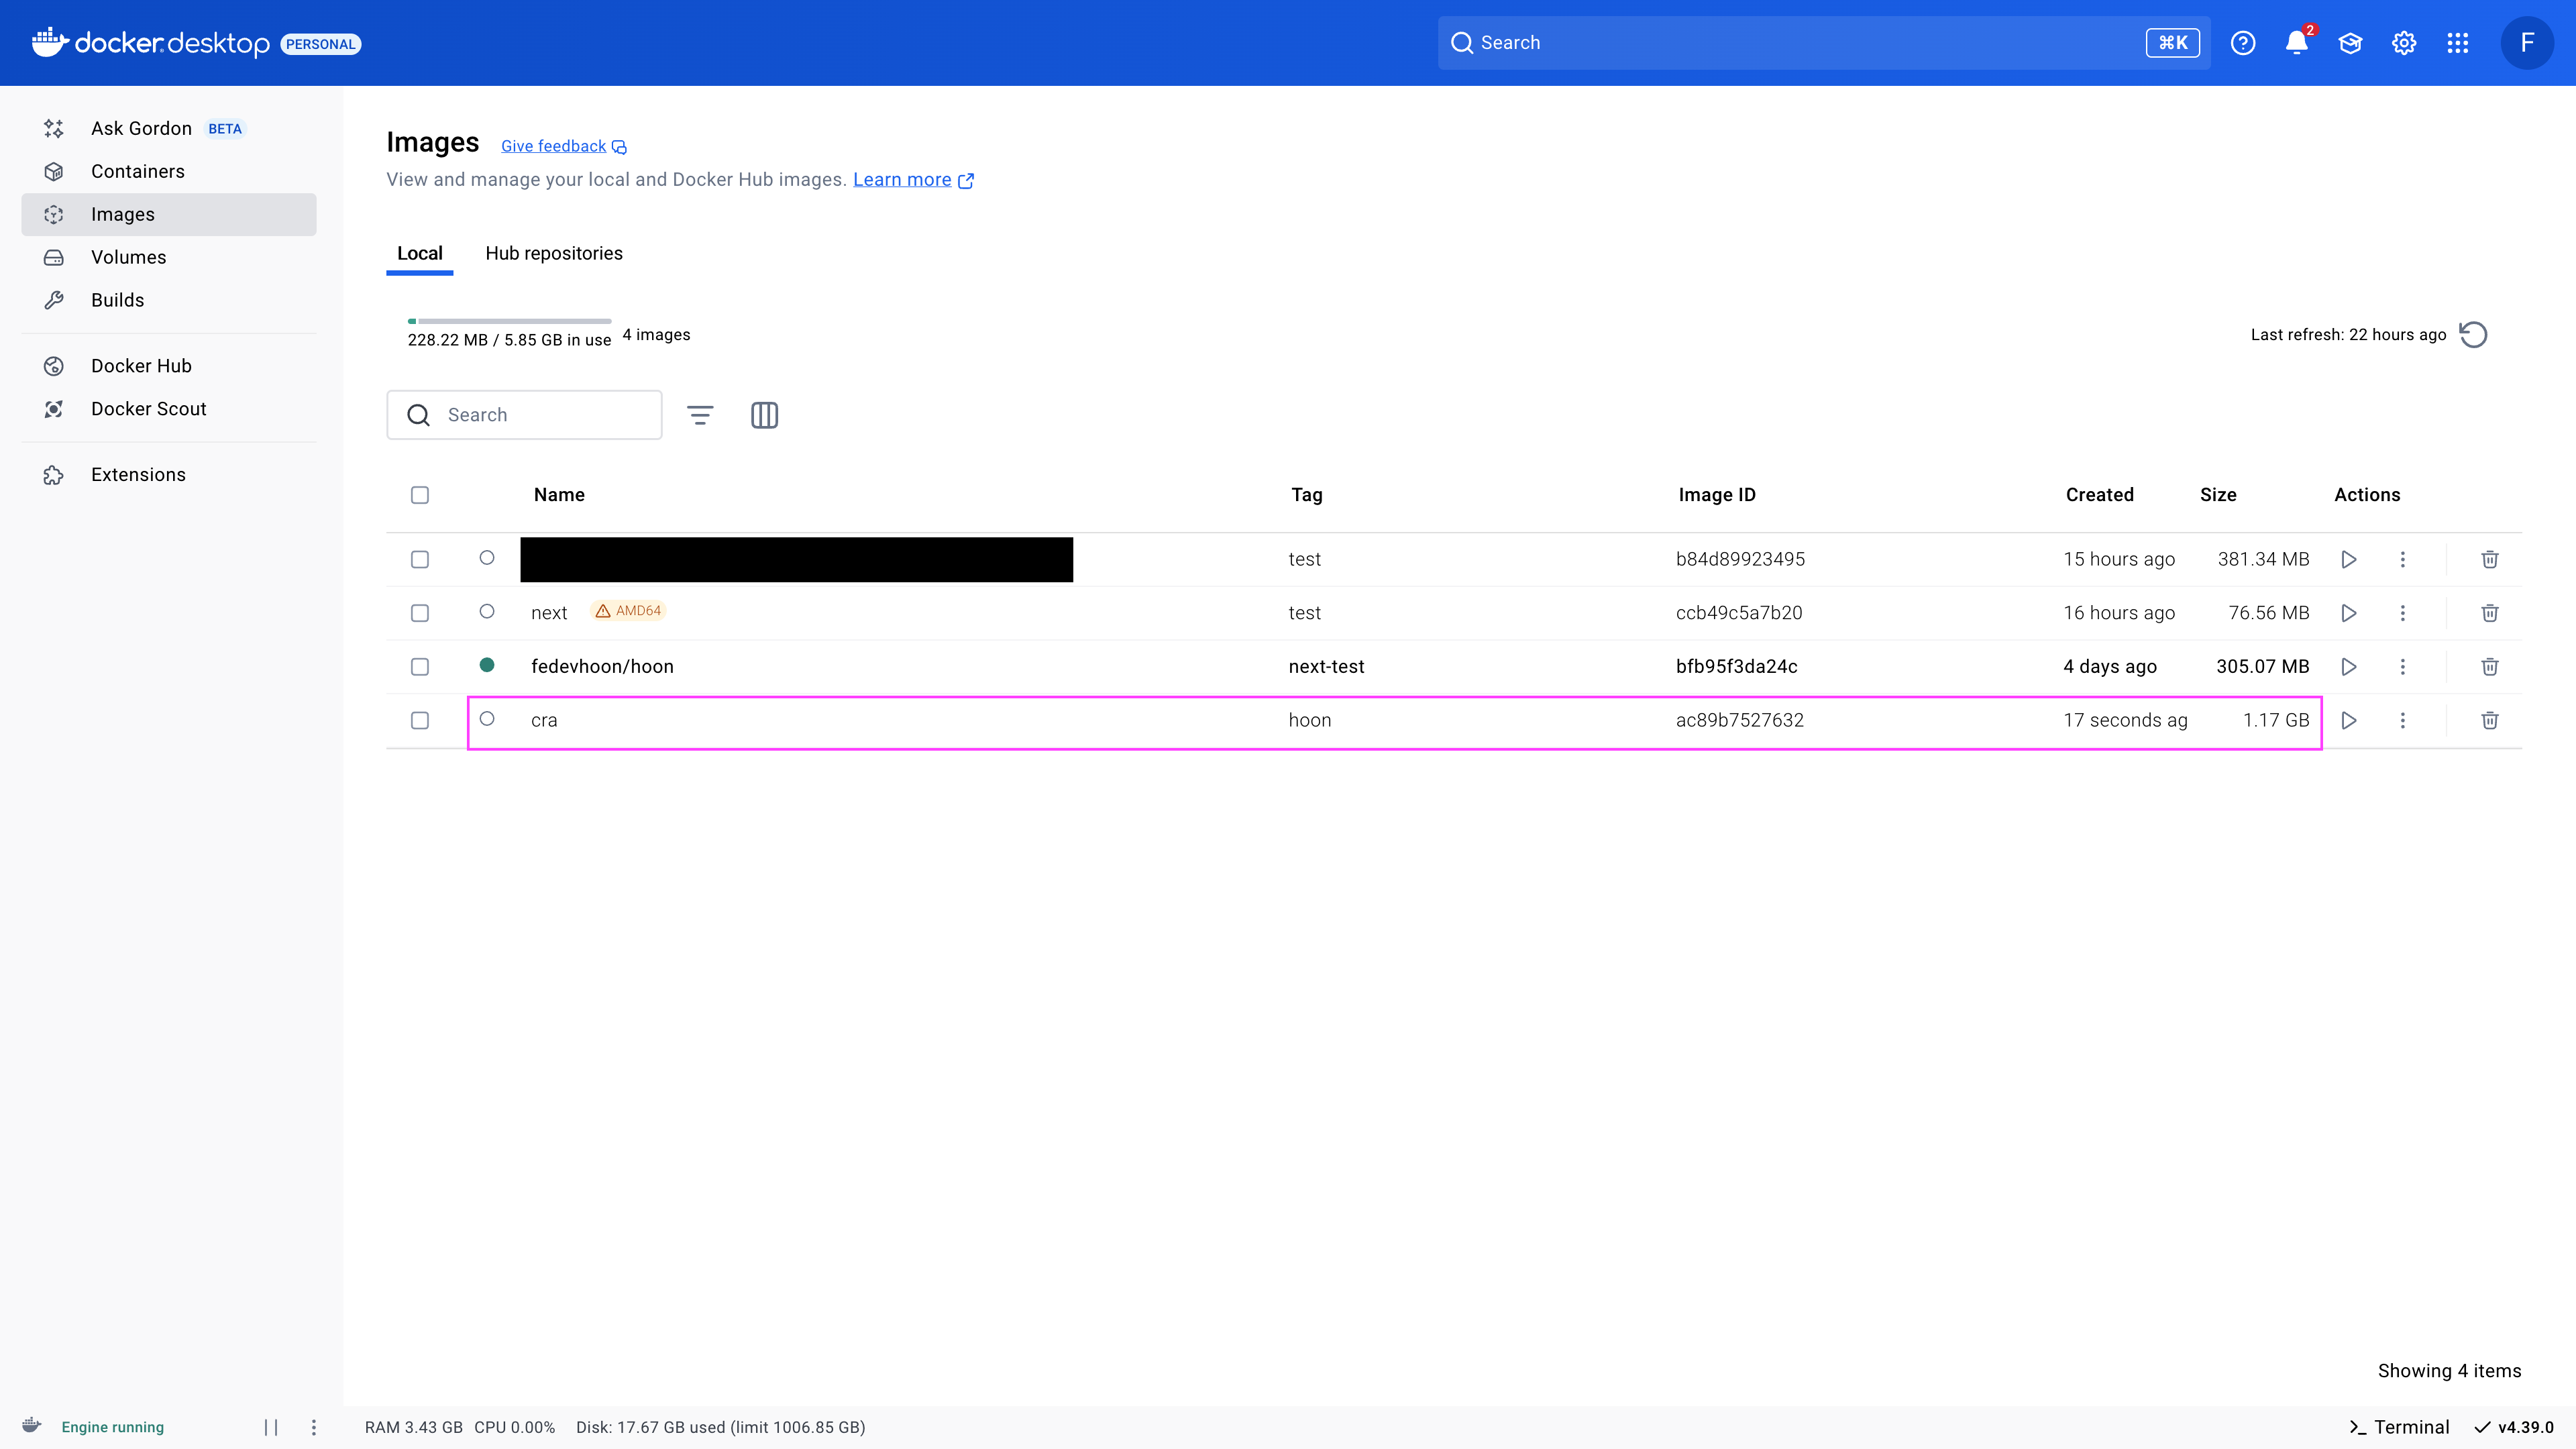 docker.desktop PERSONAL
Search
⌘K
2
F
Ask Gordon BETA
Containers
Images
Volumes
Builds
Docker Hub
Docker Scout
Extensions
Images Give feedback
View and manage your local and Docker Hub images. Learn more
Local Hub repositories
228.22 MB / 5.85 GB in use 4 images
Last refresh: 22 hours ago
Search
Name Tag Image ID Created Size Actions
test b84d89923495 15 hours ago 381.34 MB
next AMD64 test ccb49c5a7b20 16 hours ago 76.56 MB
fedevhoon/hoon next-test bfb95f3da24c 4 days ago 305.07 MB
cra hoon ac89b7527632 17 seconds ag 1.17 GB
Showing 4 items
Engine running
RAM 3.43 GB CPU 0.00% Disk: 17.67 GB used (limit 1006.85 GB)
Terminal v4.39.0